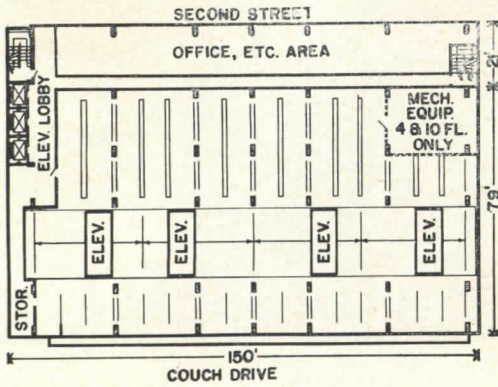 SECOND STREET
OFFICE, ETC. AREA
21'
ELEV. LOBBY
MECH.
EQUIP.
4 & 10 FL.
ONLY
79'
ELEV.
ELEV.
ELEV.
ELEV.
STOR.
150'
COUCH DRIVE